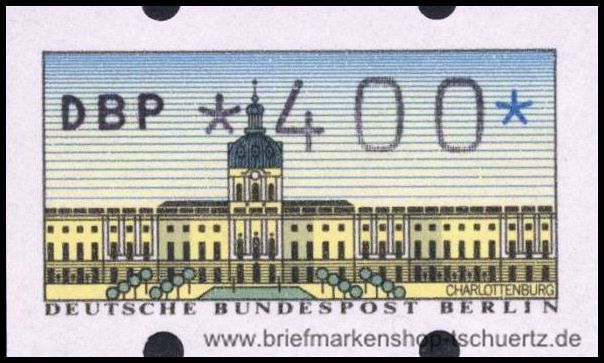 DBP *400*
CHARLOTTENBURG
DEUTSCHE BUNDESPOST BERLIN
www.briefmarkenshop-tschuertz.de